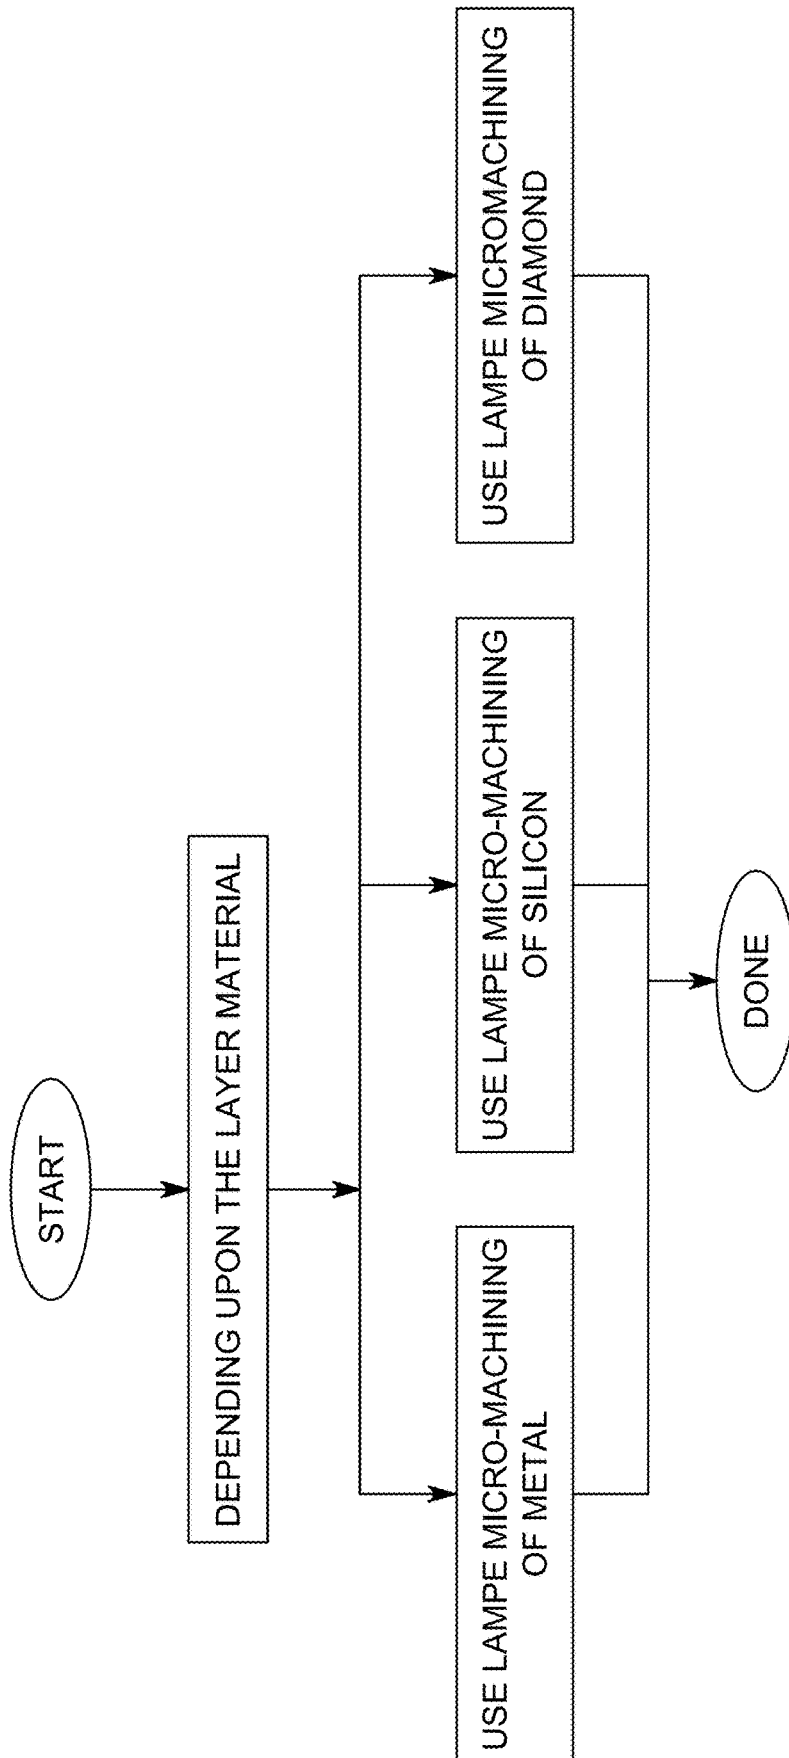 START
DEPENDING UPON THE LAYER MATERIAL
USE LAMPE MICRO-MACHINING
OF METAL
USE LAMPE MICRO-MACHINING
OF SILICON
USE LAMPE MICROMACHINING
OF DIAMOND
DONE